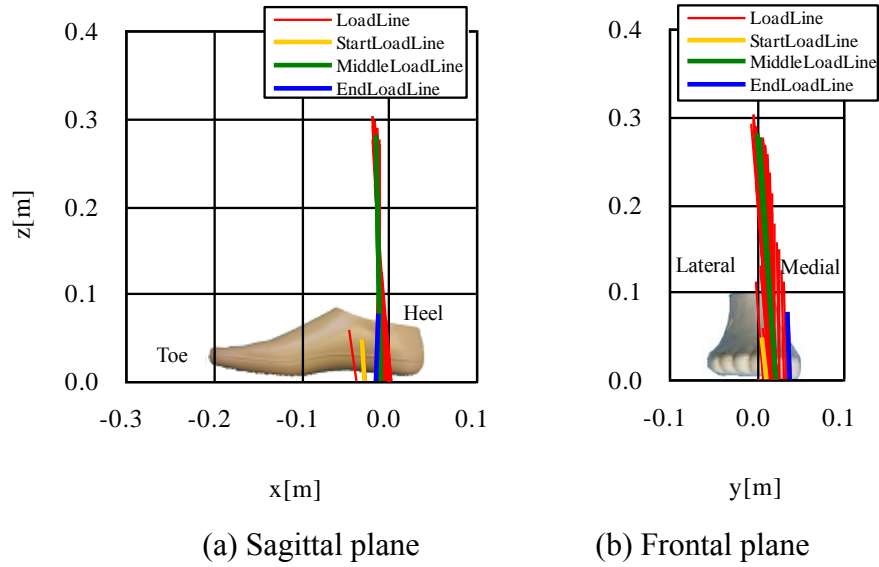 LoadLine
StartLoadLine
MiddleLoadLine
EndLoadLine
0.4
0.3
0.2
0.1
0.0
z[m]
Toe
Heel
-0.3 -0.2 -0.1 0.0 0.1
x[m]
(a) Sagittal plane
LoadLine
StartLoadLine
MiddleLoadLine
EndLoadLine
0.4
0.3
0.2
0.1
0.0
Lateral
Medial
-0.1 0.0 0.1
y[m]
(b) Frontal plane